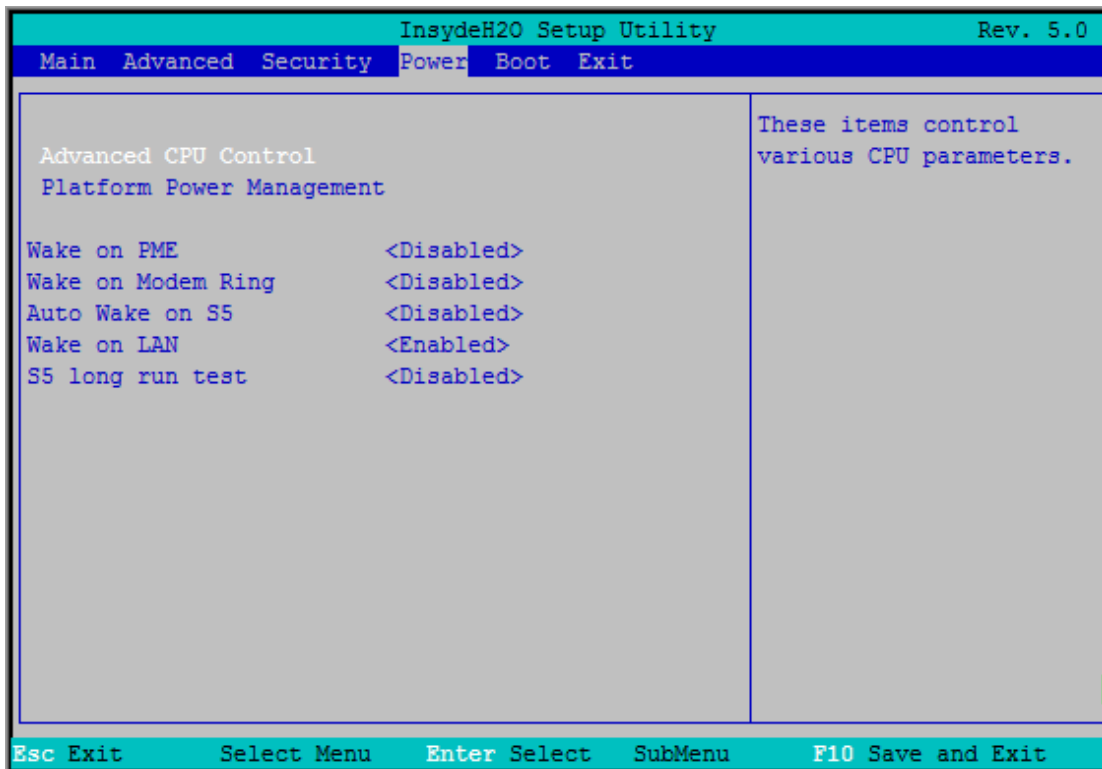 InsydeH20 Setup Utility Rev. 5.0
Main Advanced Security Power Boot Exit
These items control
various CPU parameters.
Advanced CPU Control
Platform Power Management
Wake on PME <Disabled>
Wake on Modem Ring <Disabled>
Auto Wake on S5 <Disabled>
Wake on LAN <Enabled>
S5 long run test <Disabled>
Esc Exit Select Menu Enter Select SubMenu F10 Save and Exit